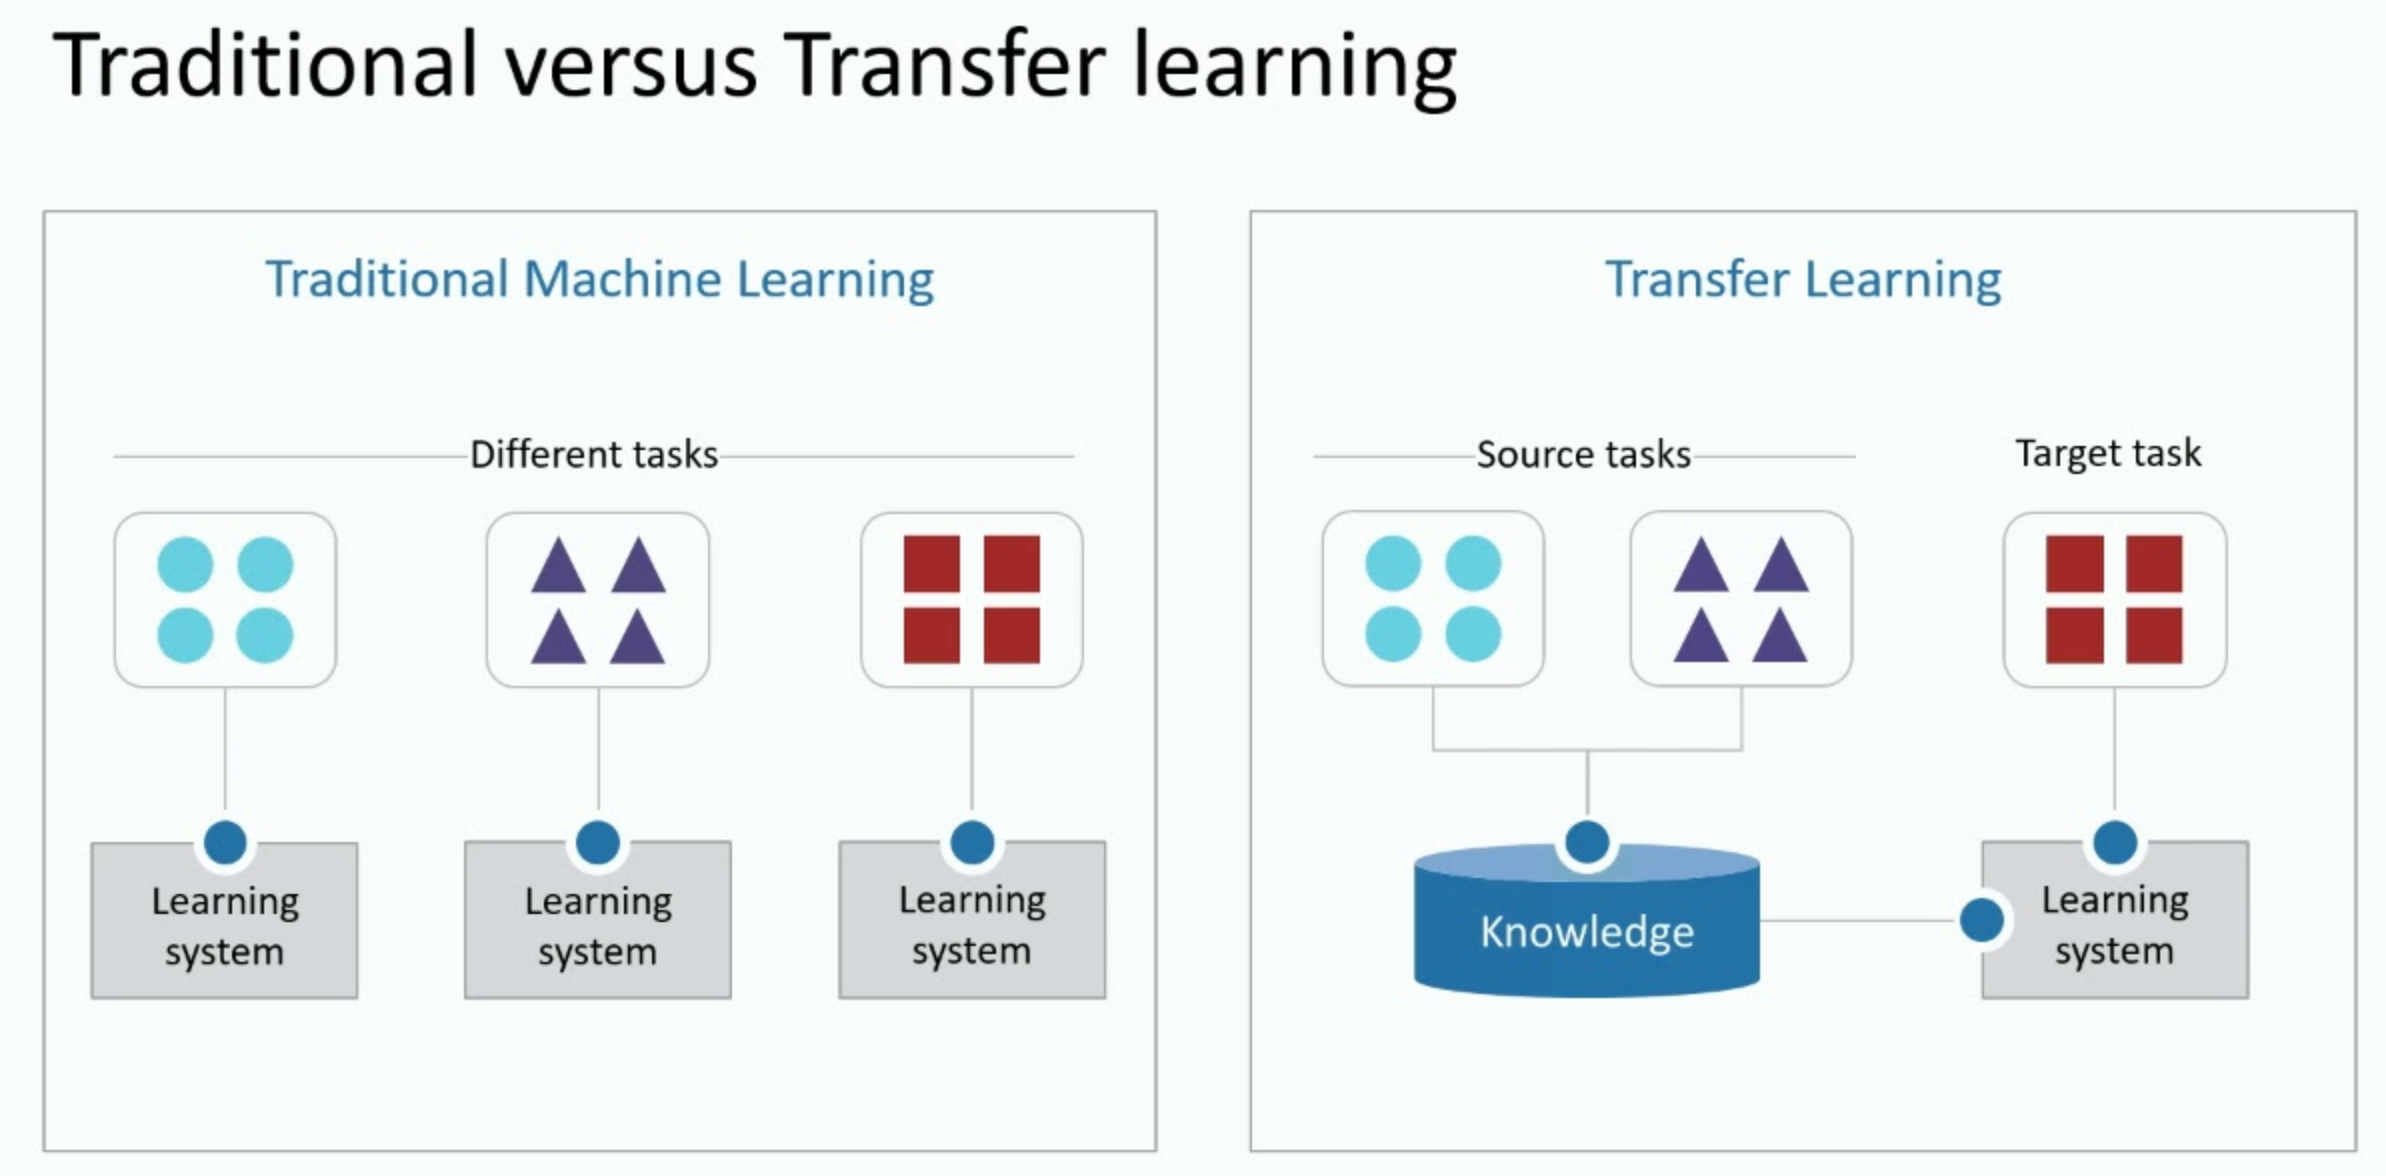 Traditional versus Transfer learning
Traditional Machine Learning
Different tasks
Learning
system
Learning
system
Learning
system
Transfer Learning
Source tasks
Target task
Knowledge
Learning
system